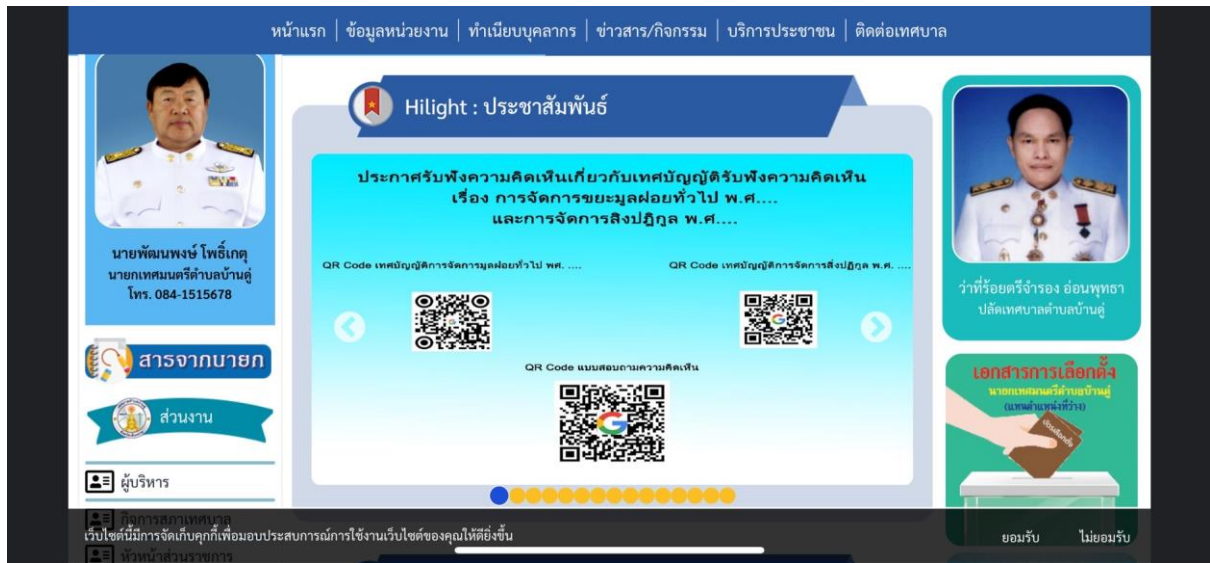 หน้าแรก | ข้อมูลหน่วยงาน | ทำเนียบบุคลากร | ข่าวสาร/กิจกรรม | บริการประชาชน | ติดต่อเทศบาล
นายพัฒนพงษ์ โพธิ์เกตุ
นายกเทศมนตรีตำบลบ้านดู่
โทร. 084-1515678
สารจากนายก
ส่วนงาน
ผู้บริหาร
กิจการสภาเทศบาล
หัวหน้าส่วนราชการ
Hilight : ประชาสัมพันธ์
ประกาศรับฟังความคิดเห็นเกี่ยวกับเทศบัญญัติรับฟังความคิดเห็น
เรื่อง การจัดการขยะมูลฝอยทั่วไป พ.ศ....
และการจัดการสิ่งปฏิกูล พ.ศ....
QR Code เทศบัญญัติการจัดการมูลฝอยทั่วไป พศ. ....
QR Code เทศบัญญัติการจัดการสิ่งปฏิกูล พ.ศ. ....
QR Code แบบสอบถามความคิดเห็น
ว่าที่ร้อยตรีจำรอง อ่อนพุทธา
ปลัดเทศบาลตำบลบ้านดู่
เอกสารการเลือกตั้ง
นายกเทศมนตรีตำบลบ้านดู่
(แทนตำแหน่งที่ว่าง)
บัตรเลือกตั้ง
เว็บไซต์นี้มีการจัดเก็บคุกกี้เพื่อมอบประสบการณ์การใช้งานเว็บไซต์ของคุณให้ดียิ่งขึ้น
ยอมรับ
ไม่ยอมรับ